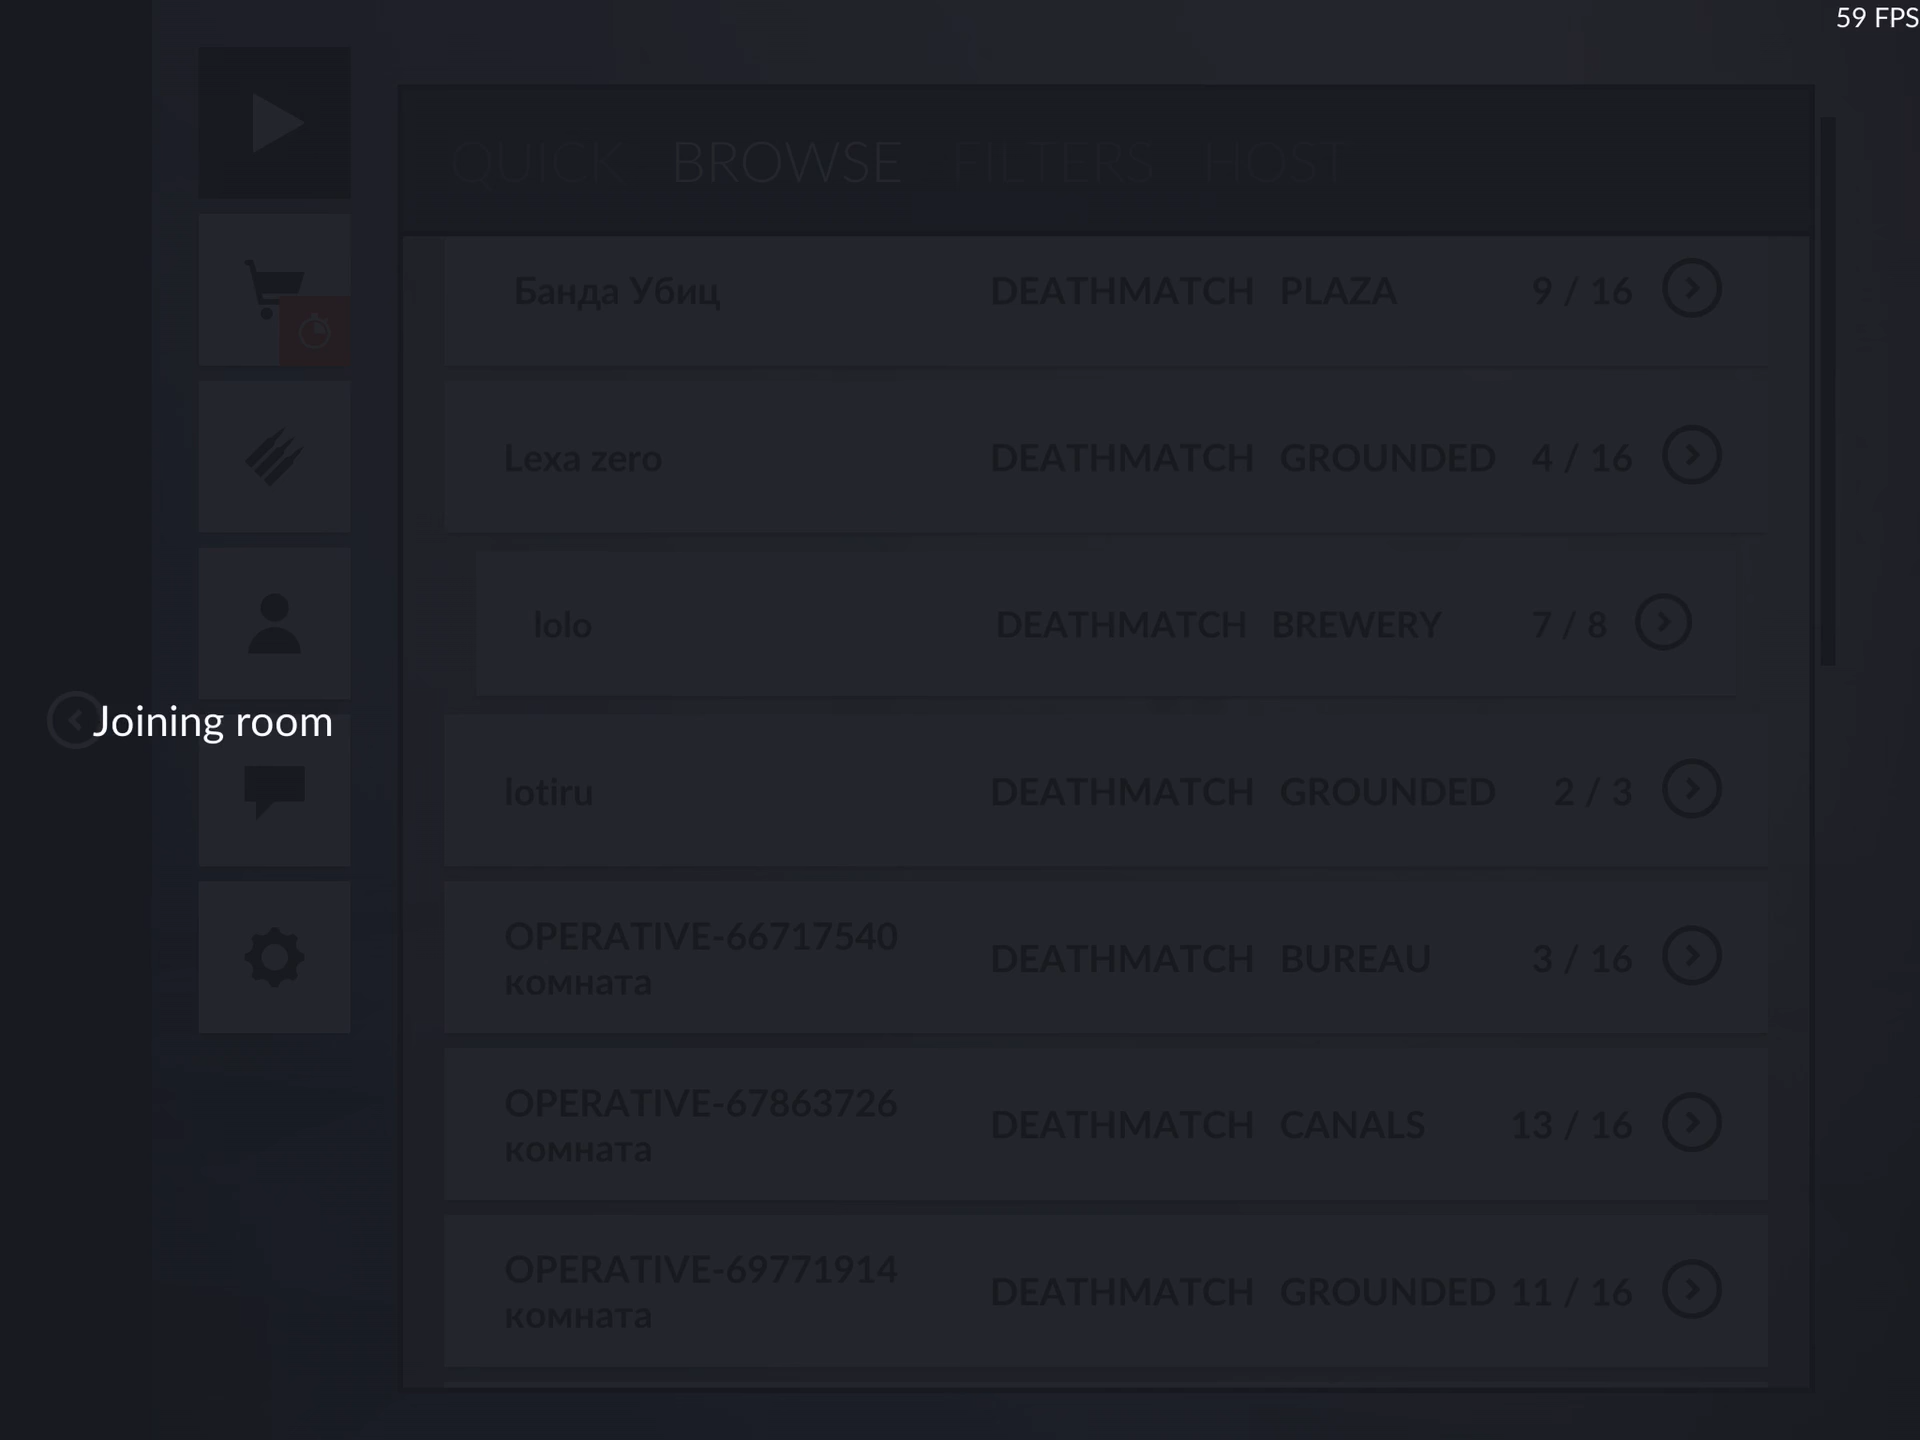 59 FPS
QUICK BROWSE FILTERS HOST
Банда Убиц DEATHMATCH PLAZA 9 / 16
Lexa zero DEATHMATCH GROUNDED 4 / 16
lolo DEATHMATCH BREWERY 7 / 8
Joining room
lotiru DEATHMATCH GROUNDED 2 / 3
OPERATIVE-66717540
комната DEATHMATCH BUREAU 3 / 16
OPERATIVE-67863726
комната DEATHMATCH CANALS 13 / 16
OPERATIVE-69771914
комната DEATHMATCH GROUNDED 11 / 16